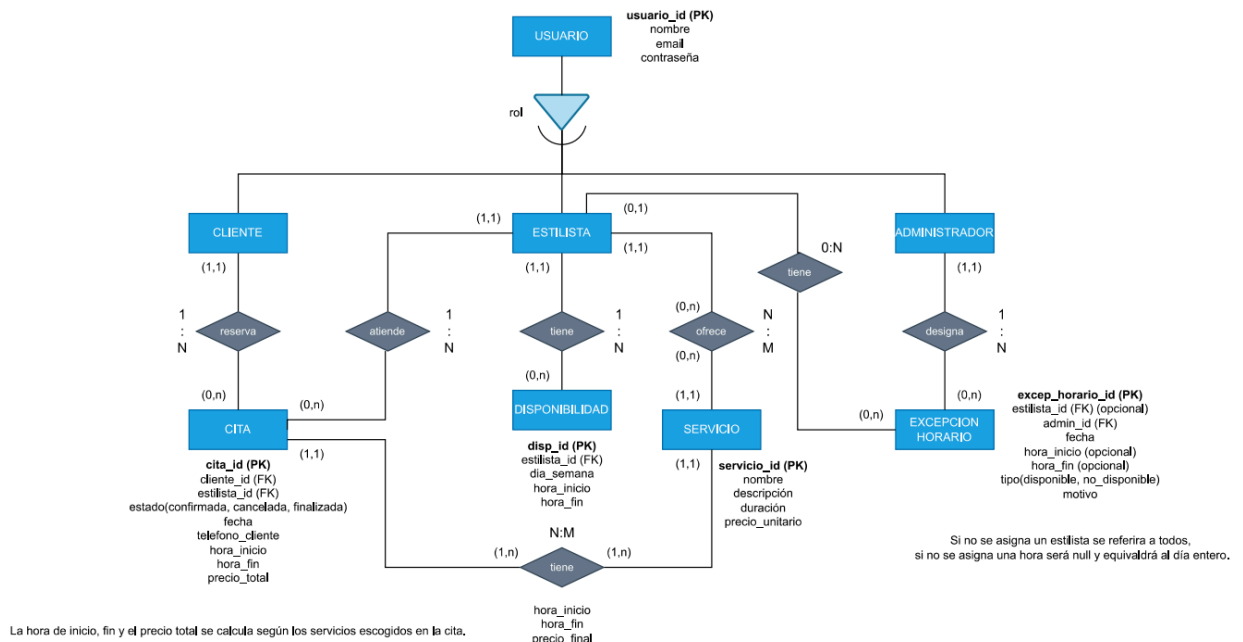 USUARIO
usuario_id (PK)
nombre
email
contraseña
rol
CLIENTE
(1,1)
ESTILISTA
(0,1)
ADMINISTRADOR
(1,1)
(1,1)
(1,1)
(1,1)
0:N
tiene
1
:
N
reserva
atiende
1
:
N
tiene
1
:
N
(0,n)
ofrece
(0,n)
N
:
M
designa
1
:
N
(0,n)
(0,n)
(0,n)
(1,1)
(0,n)
(0,n)
CITA
(1,1)
DISPONIBILIDAD
SERVICIO
(1,1)
EXCEPCION
HORARIO
cita_id (PK)
cliente_id (FK)
estilista_id (FK)
estado(confirmada, cancelada, finalizada)
fecha
telefono_cliente
hora_inicio
hora_fin
precio_total
disp_id (PK)
estilista_id (FK)
dia_semana
hora_inicio
hora_fin
servicio_id (PK)
nombre
descripción
duración
precio_unitario
excep_horario_id (PK)
estilista_id (FK) (opcional)
admin_id (FK)
fecha
hora_inicio (opcional)
hora_fin (opcional)
tipo(disponible, no_disponible)
motivo
Si no se asigna un estilista se referira a todos,
si no se asigna una hora será null y equivaldrá al día entero.
N:M
(1,n)
tiene
(1,n)
hora_inicio
hora_fin
precio_final
La hora de inicio, fin y el precio total se calcula según los servicios escogidos en la cita.